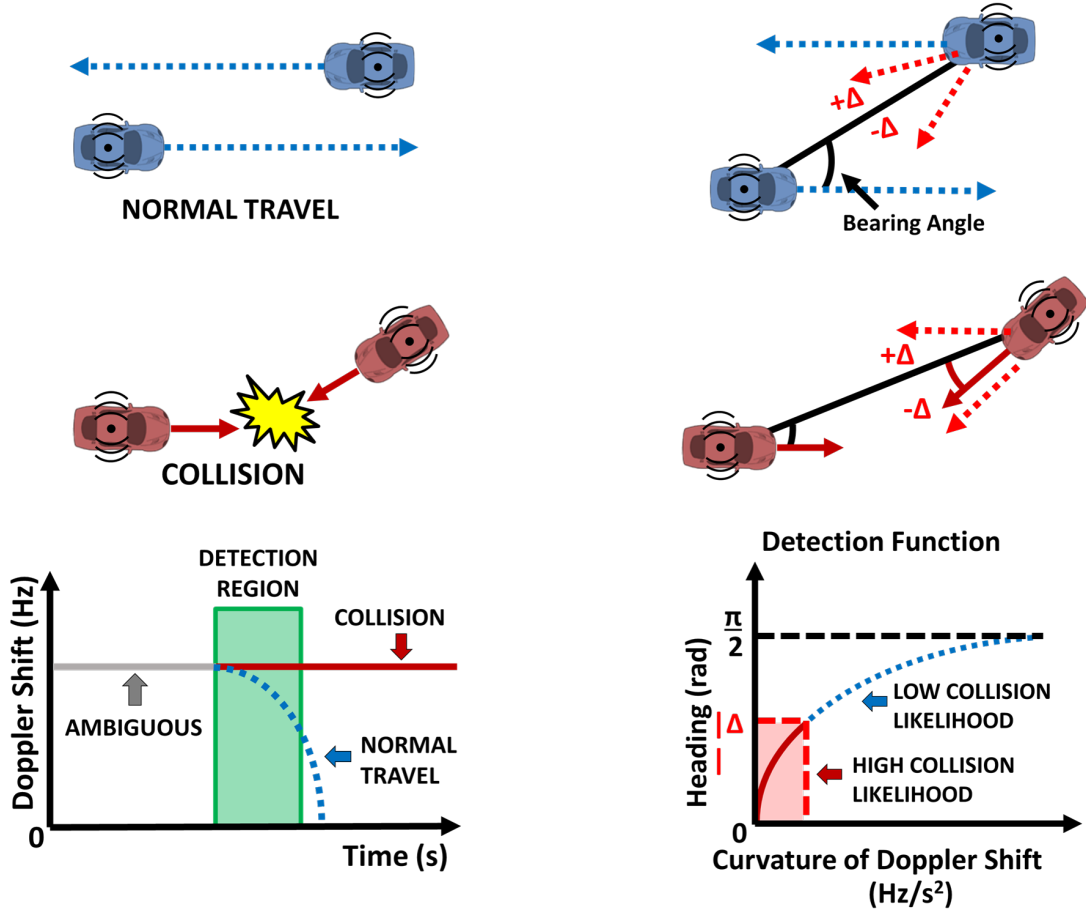 NORMAL TRAVEL
+Δ
-Δ
Bearing Angle
COLLISION
+Δ
-Δ
DETECTION
REGION
COLLISION
AMBIGUOUS
NORMAL
TRAVEL
Doppler Shift (Hz)
0
Time (s)
Detection Function
π
2
Δ
LOW COLLISION
LIKELIHOOD
HIGH COLLISION
LIKELIHOOD
Heading (rad)
0
Curvature of Doppler Shift
(Hz/s²)